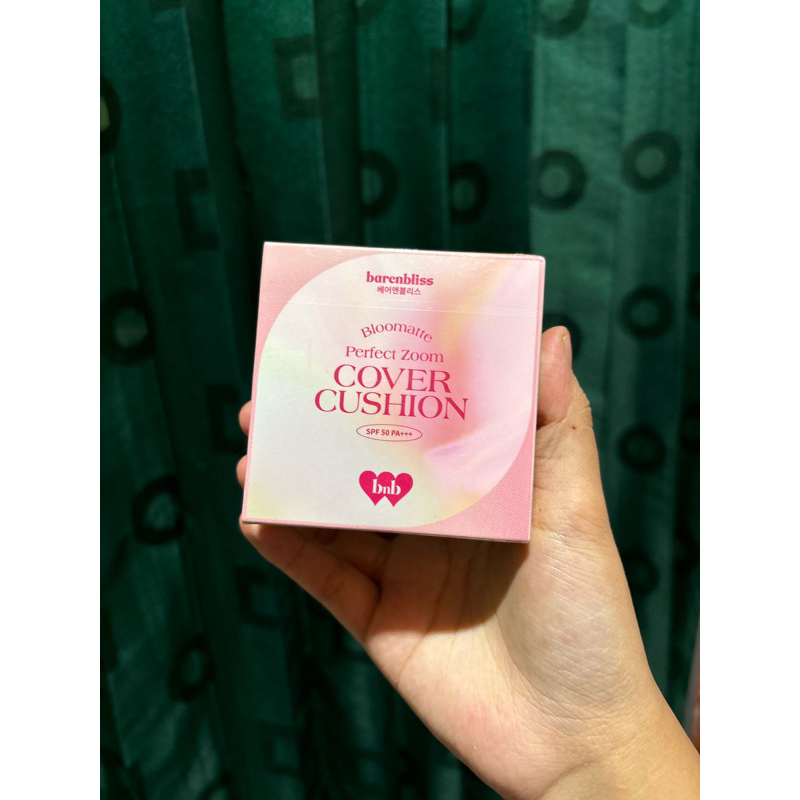 barenbliss
베어앤블리스
Bloomatte
Perfect Zoom
COVER
CUSHION
SPF 50 PA+++
bnb